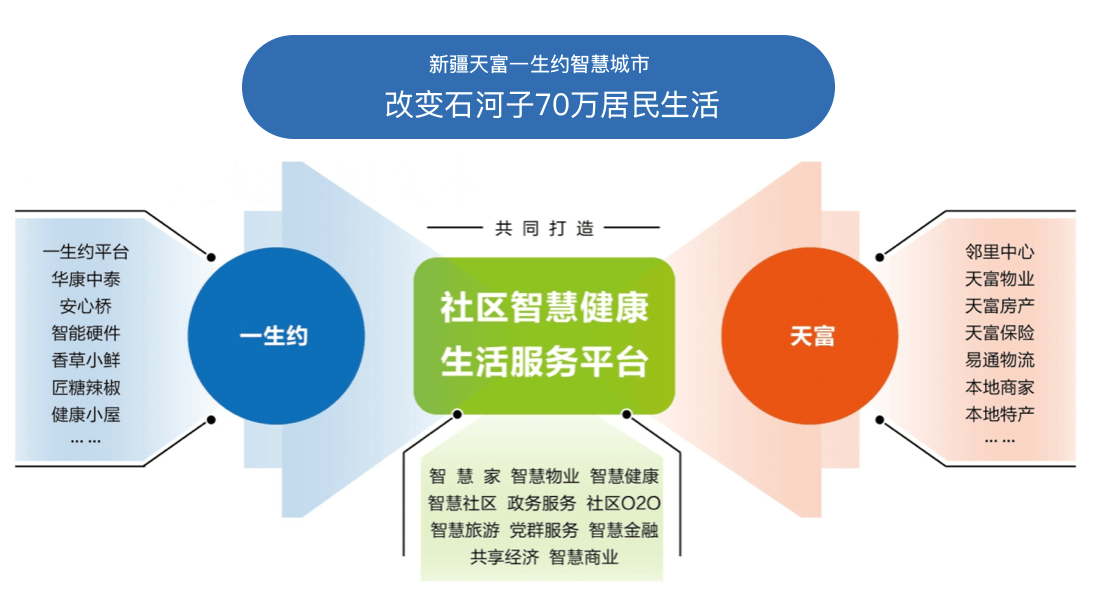 新疆天富一生约智慧城市
改变石河子70万居民生活
共同打造
一生约平台
华康中泰
安心桥
智能硬件
香草小鲜
匠糖辣椒
健康小屋
... ...
一生约
社区智慧健康
生活服务平台
天富
邻里中心
天富物业
天富房产
天富保险
易通物流
本地商家
本地特产
... ...
智 慧 家 智慧物业 智慧健康
智慧社区 政务服务 社区O2O
智慧旅游 党群服务 智慧金融
共享经济 智慧商业